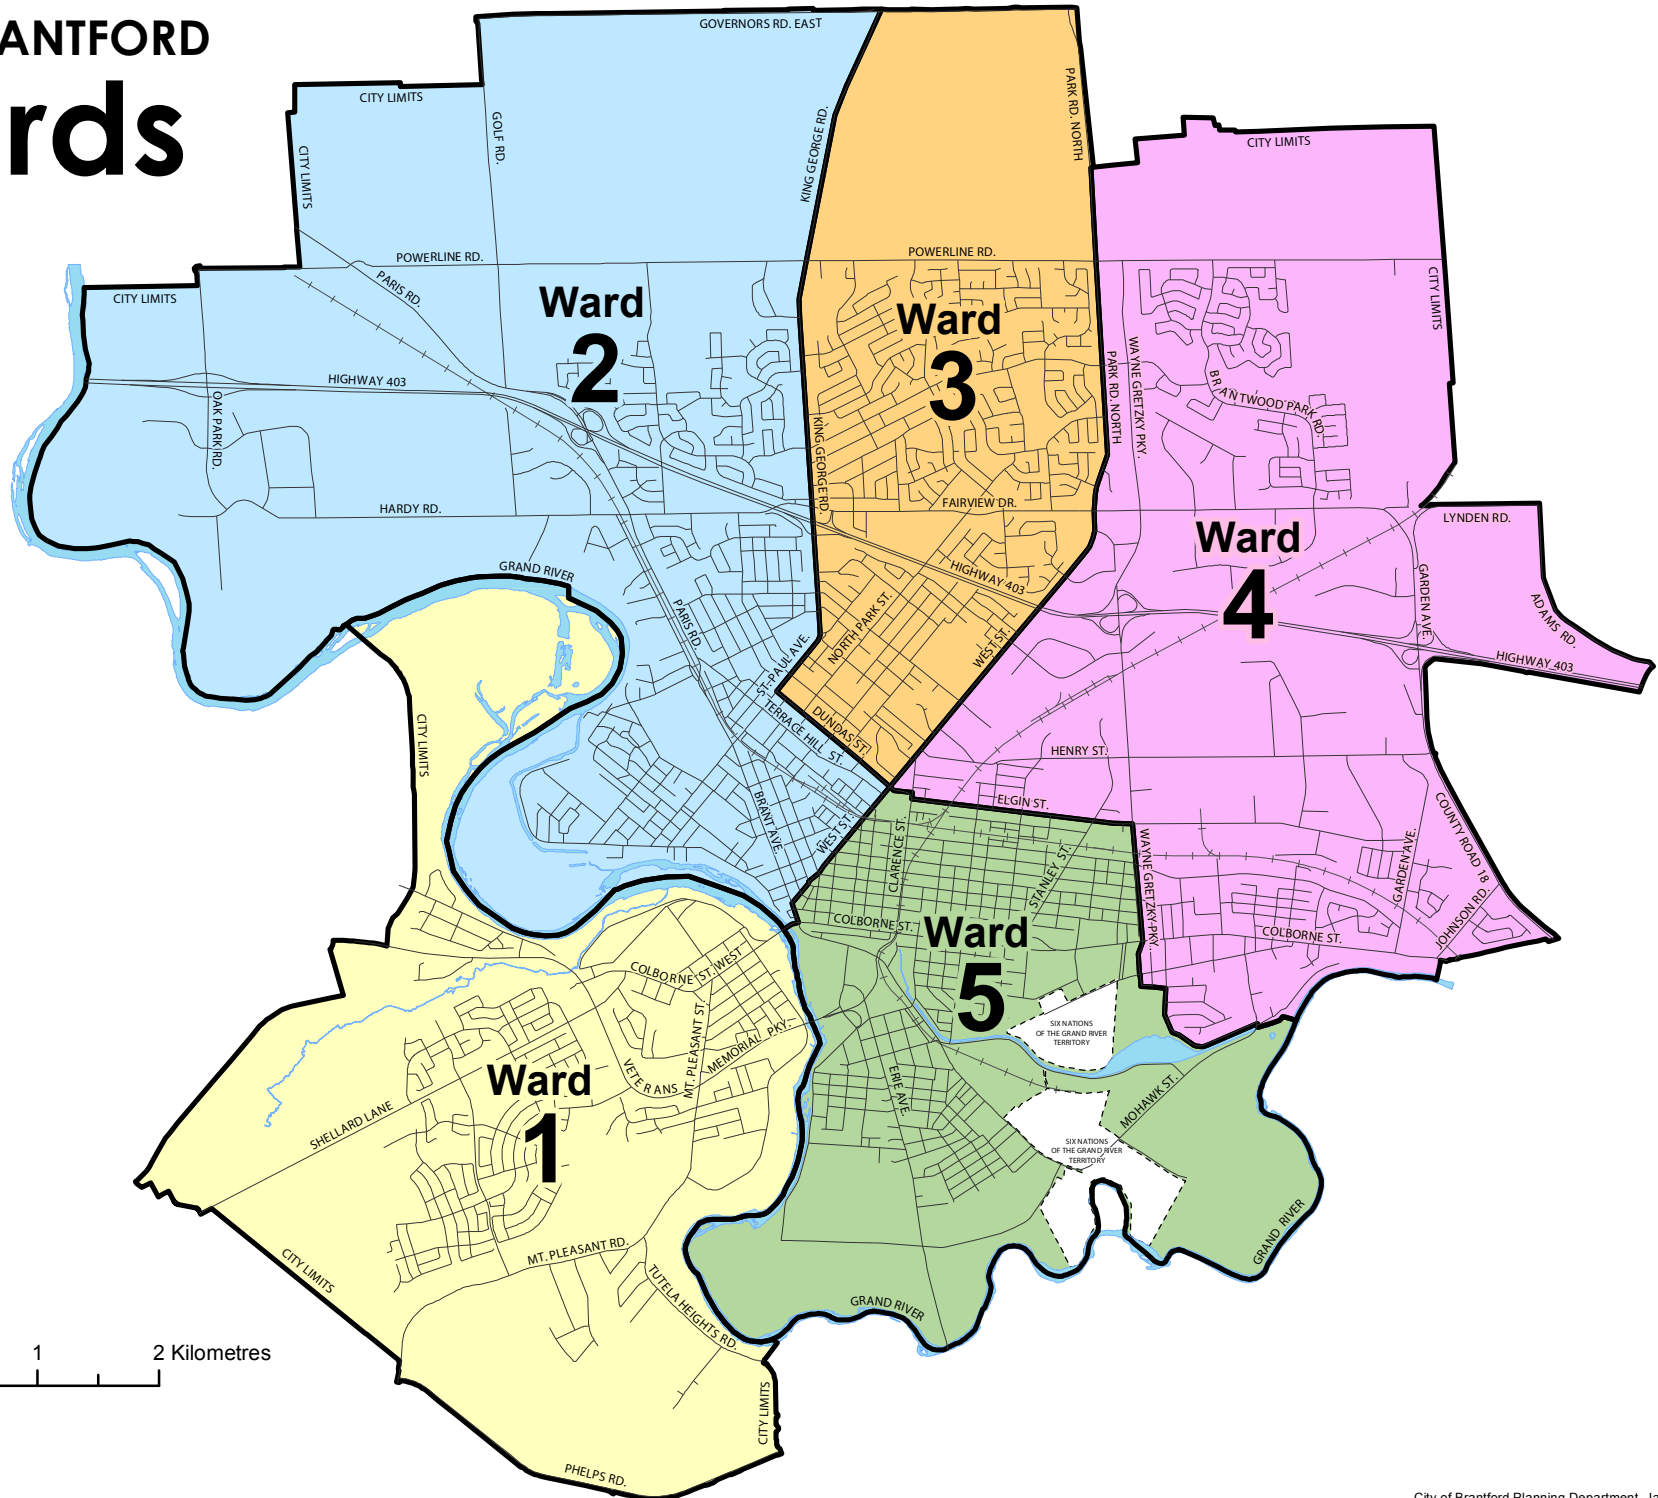 ANTFORD
rds
GOVERNORS RD. EAST
CITY LIMITS
CITY LIMITS
GOLF RD.
KING GEORGE RD.
PARK RD. NORTH
CITY LIMITS
POWERLINE RD.
POWERLINE RD.
CITY LIMITS
PARIS RD.
CITY LIMITS
Ward
2
Ward
3
HIGHWAY 403
OAK PARK RD.
KING GEORGE RD.
PARK RD. NORTH
WAYNE GRETZKY PKY.
BRANTWOOD PARK RD.
HARDY RD.
FAIRVIEW DR.
LYNDEN RD.
Ward
4
GRAND RIVER
HIGHWAY 403
GARDEN AVE.
ADAMS RD.
HIGHWAY 403
PARIS RD.
NORTH PARK ST.
WEST ST.
ST. PAUL AVE.
TERRACE HILL ST.
DUNDAS ST.
CITY LIMITS
HENRY ST.
ELGIN ST.
BRANT AVE.
WEST ST.
CLARENCE ST.
STANLEY ST.
WAYNE GRETZKY PKY.
GARDEN AVE.
COUNTY ROAD 18
JOHNSON RD.
COLBORNE ST.
COLBORNE ST.
Ward
5
COLBORNE ST. WEST
MT. PLEASANT ST.
VETERANS
MEMORIAL PKY.
SIX NATIONS
OF THE GRAND RIVER
TERRITORY
Ward
1
SHELLARD LANE
ERIE AVE.
MOHAWK ST.
SIX NATIONS
OF THE GRAND RIVER
TERRITORY
GRAND RIVER
MT. PLEASANT RD.
CITY LIMITS
TUTELA HEIGHTS RD.
GRAND RIVER
1
2 Kilometres
CITY LIMITS
PHELPS RD.
City of Brantford Planning Department, Ja